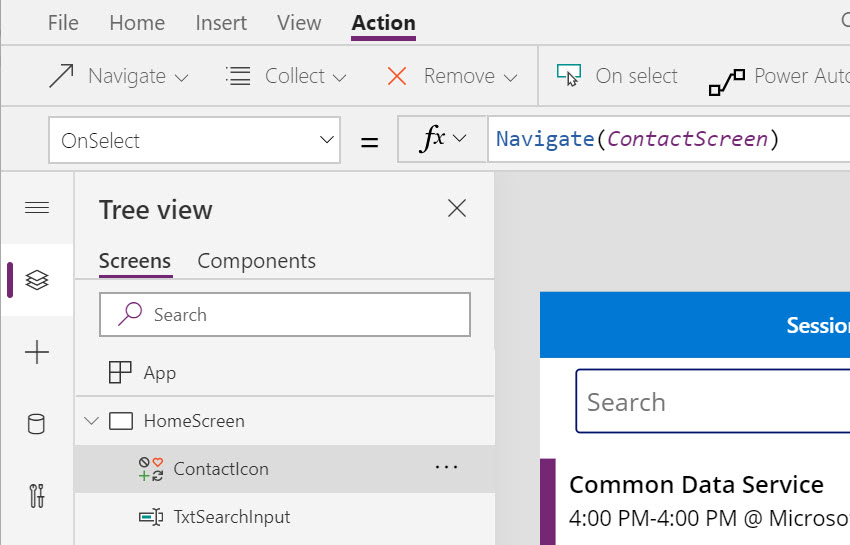 File Home Insert View Action
Navigate Collect Remove On select Power Auto
OnSelect = fx Navigate(ContactScreen)
Tree view
Screens Components
Search
App
HomeScreen
ContactIcon
TxtSearchInput
Session
Search
Common Data Service
4:00 PM-4:00 PM @ Microso